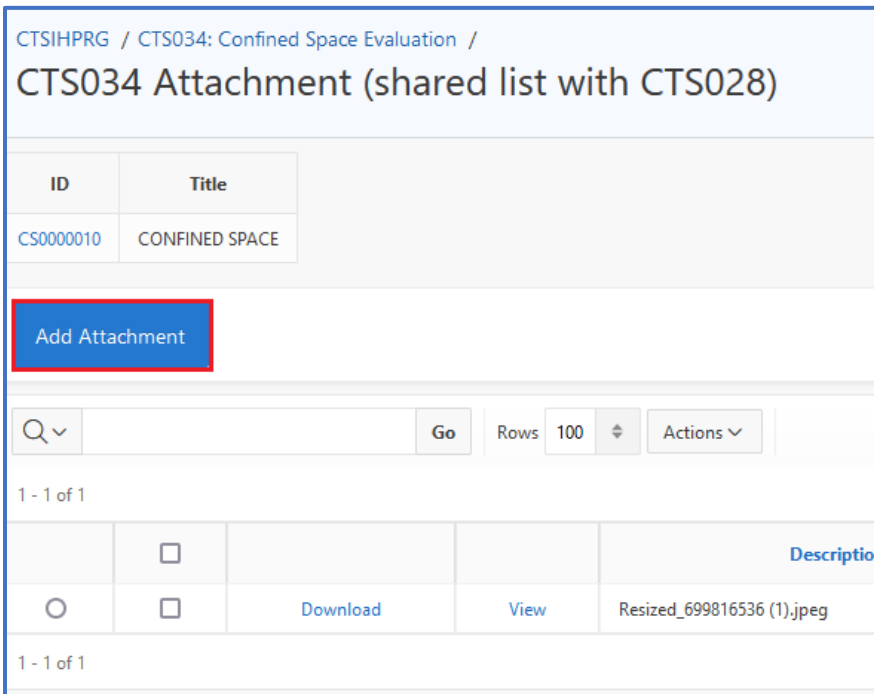 CTSIHPRG / CTS034: Confined Space Evaluation /
CTS034 Attachment (shared list with CTS028)
ID Title
CS0000010 CONFINED SPACE
Add Attachment
Go Rows 100 Actions
1 - 1 of 1
Descriptio
Download View Resized_699816536 (1).jpeg
1 - 1 of 1